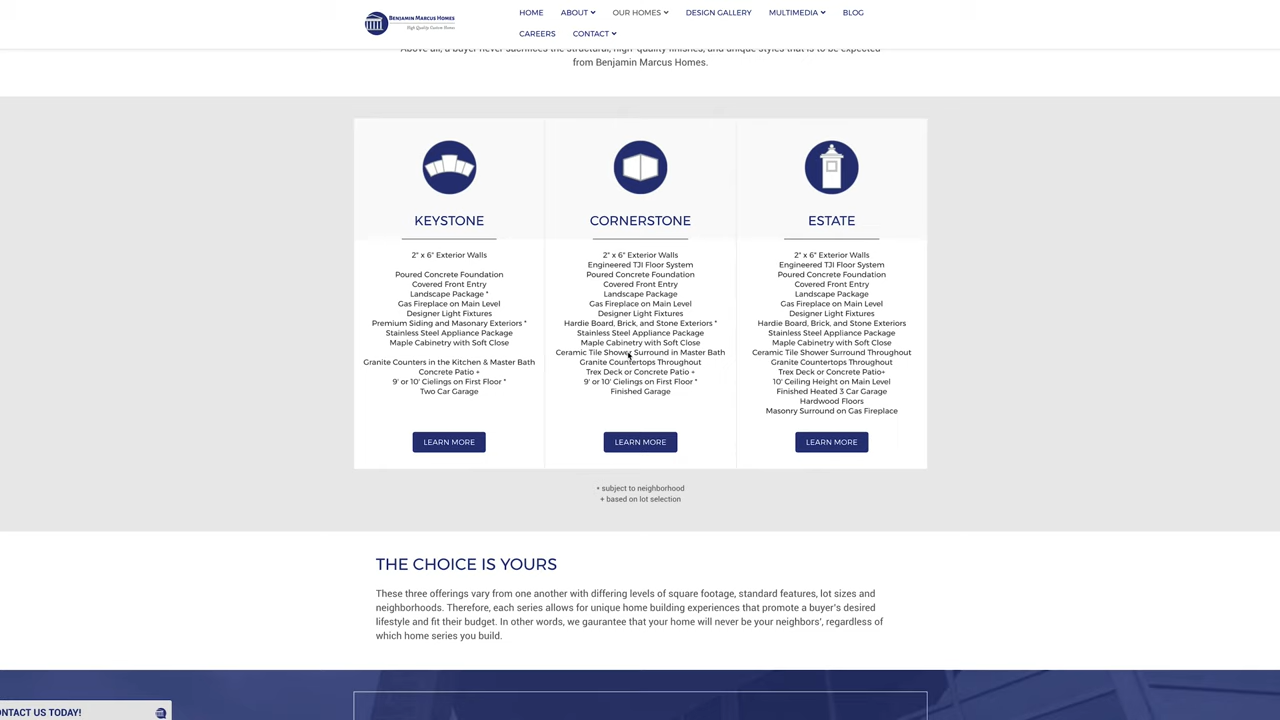 BENJAMIN MARCUS HOMES
High Quality Custom Homes
HOME ABOUT OUR HOMES DESIGN GALLERY MULTIMEDIA BLOG
CAREERS CONTACT
Above all, a buyer never sacrifices the structural, high-quality finishes, and unique styles that is to be expected
from Benjamin Marcus Homes.
KEYSTONE
2" x 6" Exterior Walls
Poured Concrete Foundation
Covered Front Entry
Landscape Package *
Gas Fireplace on Main Level
Designer Light Fixtures
Premium Siding and Masonary Exteriors *
Stainless Steel Appliance Package
Maple Cabinetry with Soft Close
Granite Counters in the Kitchen & Master Bath
Concrete Patio +
9' or 10' Cielings on First Floor *
Two Car Garage
LEARN MORE
CORNERSTONE
2" x 6" Exterior Walls
Engineered TJI Floor System
Poured Concrete Foundation
Covered Front Entry
Landscape Package
Gas Fireplace on Main Level
Designer Light Fixtures
Hardie Board, Brick, and Stone Exteriors *
Stainless Steel Appliance Package
Maple Cabinetry with Soft Close
Ceramic Tile Shower Surround in Master Bath
Granite Countertops Throughout
Trex Deck or Concrete Patio +
9' or 10' Cielings on First Floor *
Finished Garage
LEARN MORE
ESTATE
2" x 6" Exterior Walls
Engineered TJI Floor System
Poured Concrete Foundation
Covered Front Entry
Landscape Package
Gas Fireplace on Main Level
Designer Light Fixtures
Hardie Board, Brick, and Stone Exteriors
Stainless Steel Appliance Package
Maple Cabinetry with Soft Close
Ceramic Tile Shower Surround Throughout
Granite Countertops Throughout
Trex Deck or Concrete Patio+
10' Ceiling Height on Main Level
Finished Heated 3 Car Garage
Hardwood Floors
Masonry Surround on Gas Fireplace
LEARN MORE
* subject to neighborhood
+ based on lot selection
THE CHOICE IS YOURS
These three offerings vary from one another with differing levels of square footage, standard features, lot sizes and
neighborhoods. Therefore, each series allows for unique home building experiences that promote a buyer's desired
lifestyle and fit their budget. In other words, we gaurantee that your home will never be your neighbors', regardless of
which home series you build.
ONTACT US TODAY!